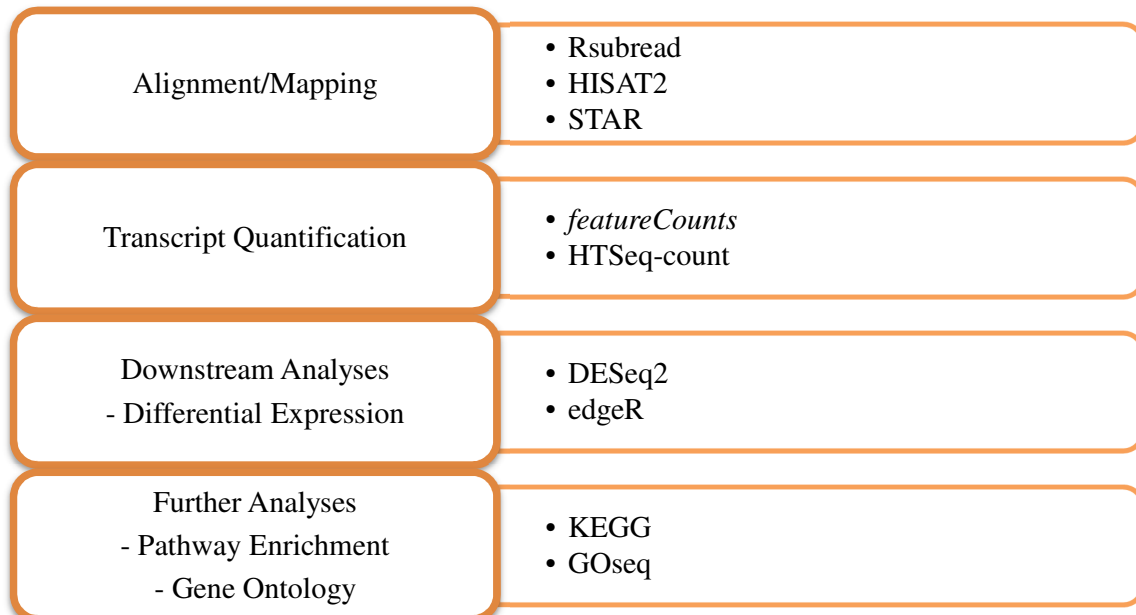 Alignment/Mapping
• Rsubread
• HISAT2
• STAR
Transcript Quantification
• featureCounts
• HTSeq-count
Downstream Analyses
- Differential Expression
• DESeq2
• edgeR
Further Analyses
- Pathway Enrichment
- Gene Ontology
• KEGG
• GOseq